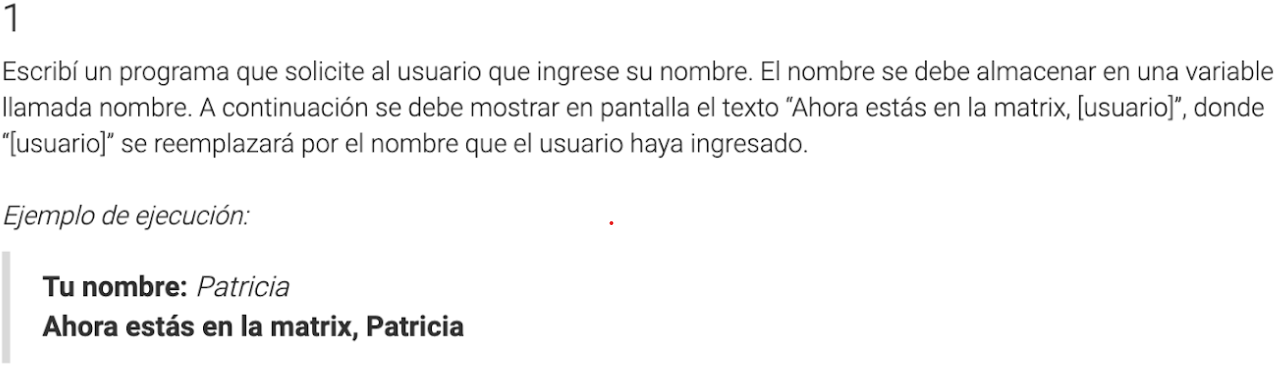 1
Escribí un programa que solicite al usuario que ingrese su nombre. El nombre se debe almacenar en una variable
llamada nombre. A continuación se debe mostrar en pantalla el texto “Ahora estás en la matrix, [usuario]”, donde
“[usuario]” se reemplazará por el nombre que el usuario haya ingresado.
Ejemplo de ejecución:
Tu nombre: Patricia
Ahora estás en la matrix, Patricia